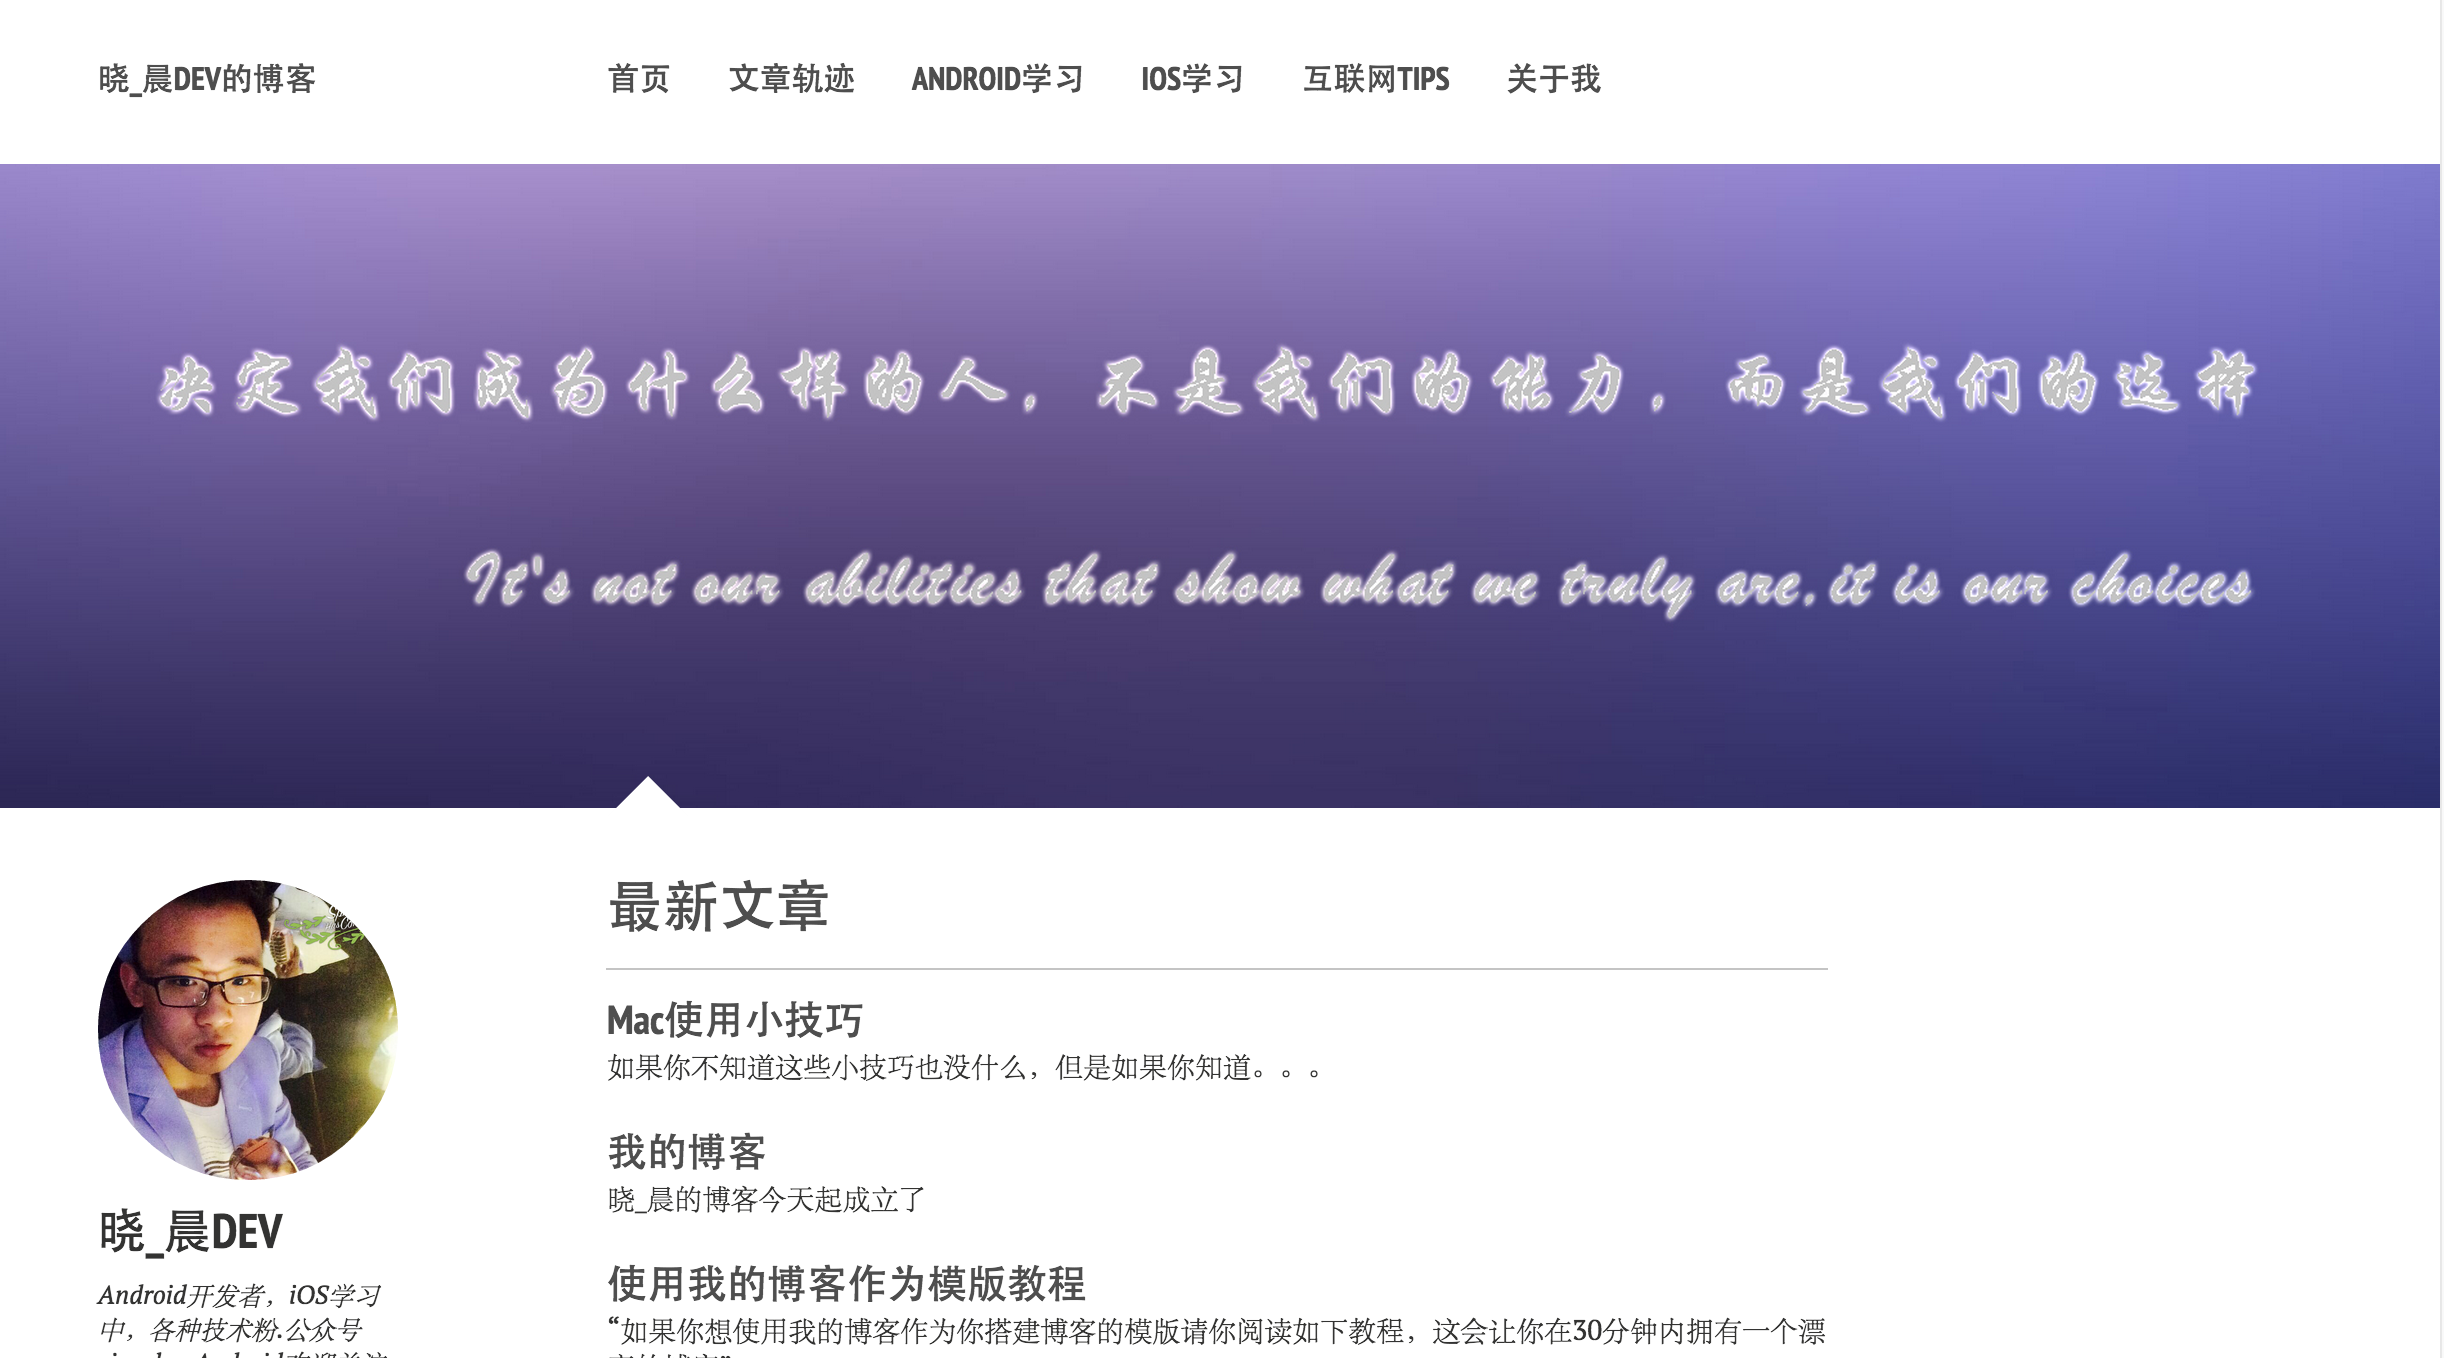 晓_晨DEV的博客
首页 文章轨迹 ANDROID学习 IOS学习 互联网TIPS 关于我
决定我们成为什么样的人，不是我们的能力，而是我们的选择
It's not our abilities that show what we truly are.it is our choices
晓_晨DEV
Android开发者，iOS学习
中，各种技术粉.公众号
最新文章
Mac使用小技巧
如果你不知道这些小技巧也没什么，但是如果你知道。。。
我的博客
晓_晨的博客今天起成立了
使用我的博客作为模版教程
“如果你想使用我的博客作为你搭建博客的模版请你阅读如下教程，这会让你在30分钟内拥有一个漂